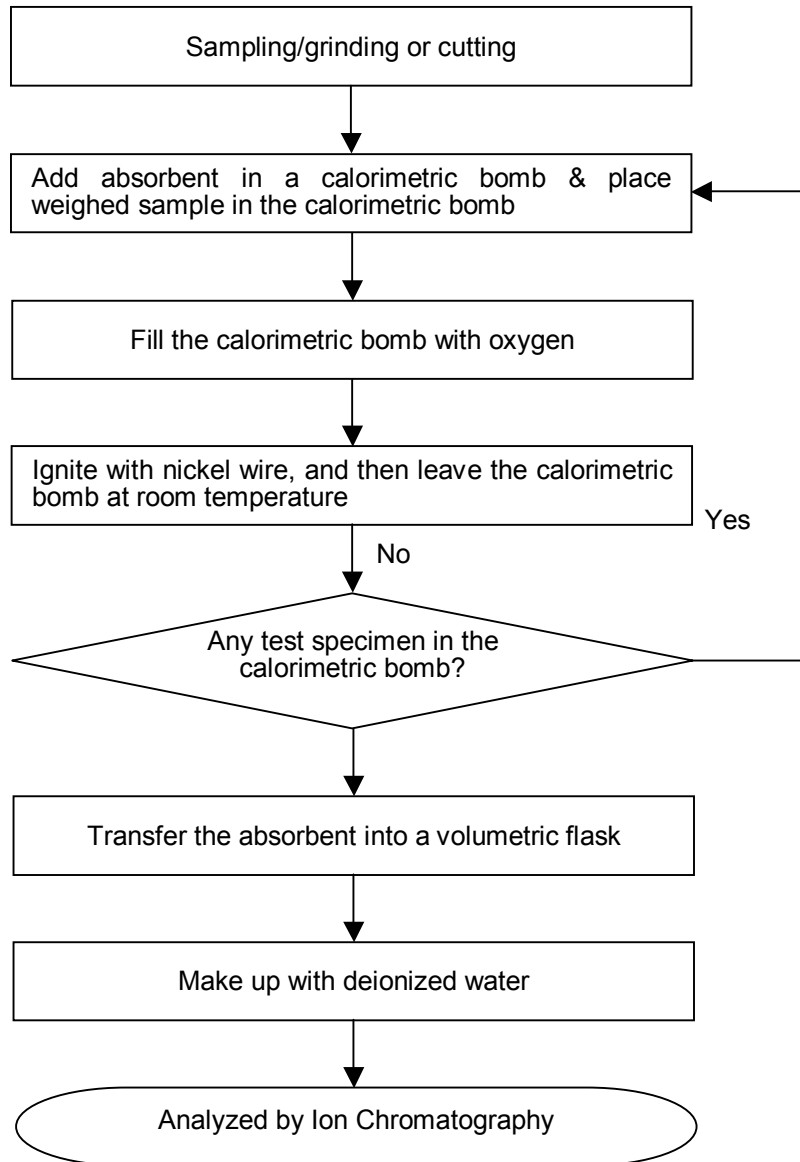 Sampling/grinding or cutting
Add absorbent in a calorimetric bomb & place
weighed sample in the calorimetric bomb
Fill the calorimetric bomb with oxygen
Ignite with nickel wire, and then leave the calorimetric
bomb at room temperature
Yes
No
Any test specimen in the
calorimetric bomb?
Transfer the absorbent into a volumetric flask
Make up with deionized water
Analyzed by Ion Chromatography